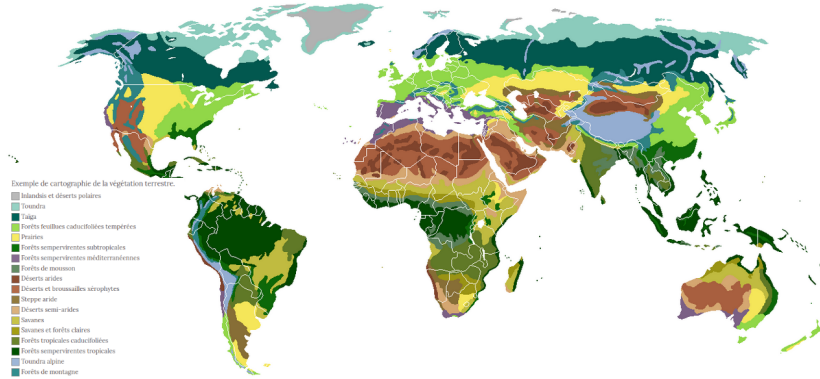 Exemple de cartographie de la végétation terrestre.
Inlandsis et déserts polaires
Toundra
Taïga
Forêts feuillues caducifoliées tempérées
Prairies
Forêts sempervirentes subtropicales
Forêts sempervirentes méditerranéennes
Forêts de mousson
Déserts arides
Déserts et broussailles xérophytes
Steppe aride
Déserts semi-arides
Savanes
Savanes et forêts claires
Forêts tropicales caducifoliées
Forêts sempervirentes tropicales
Toundra alpine
Forêts de montagne